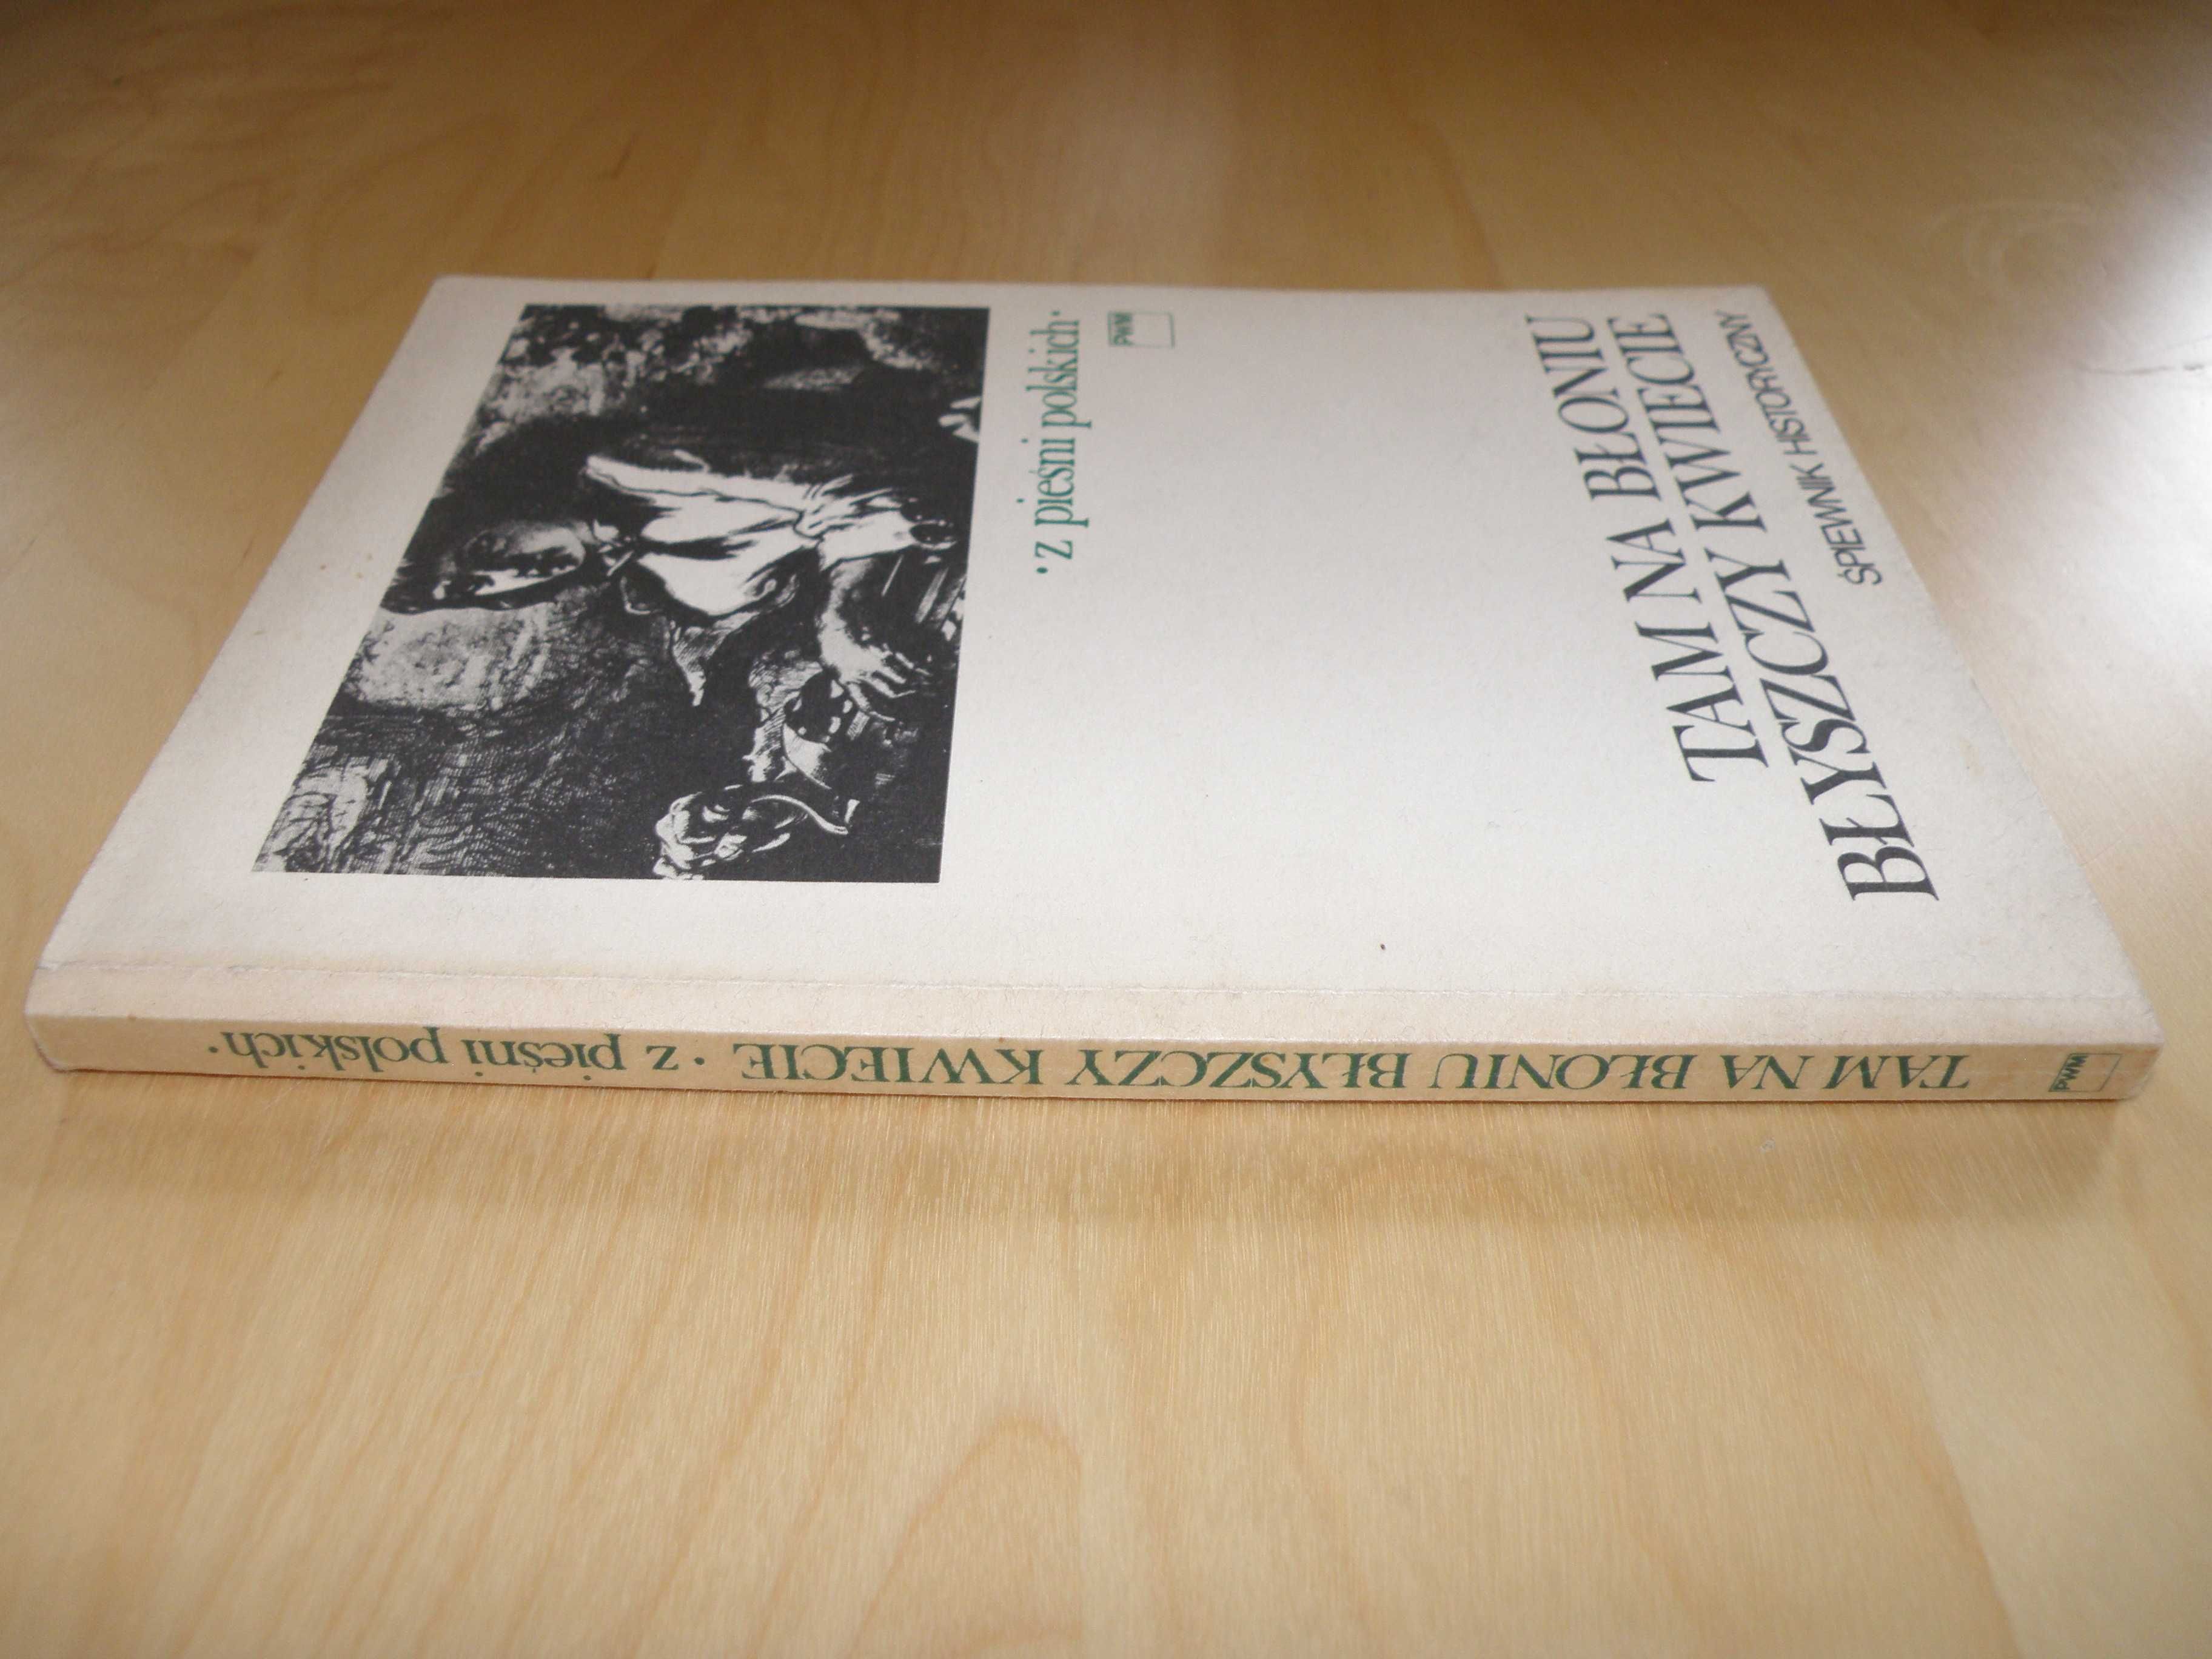 TAM NA BŁONIU
BŁYSZCZY KWIECIE
ŚPIEWNIK HISTORYCZNY
PWM
•z pieśni polskich•
PWM
TAM NA BŁONIU BŁYSZCZY KWIECIE • z pieśni polskich•